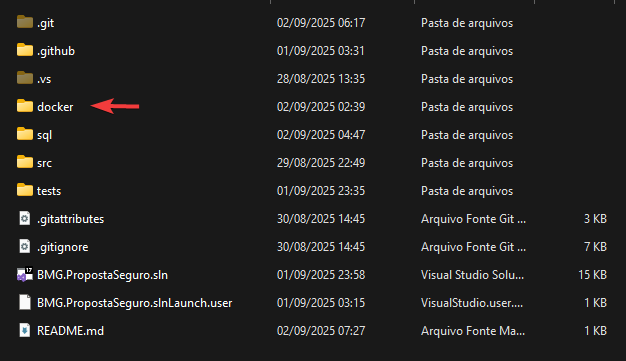 .git 02/09/2025 06:17 Pasta de arquivos
.github 01/09/2025 03:31 Pasta de arquivos
.vs 28/08/2025 13:35 Pasta de arquivos
docker 02/09/2025 02:39 Pasta de arquivos
sql 02/09/2025 04:47 Pasta de arquivos
src 29/08/2025 22:49 Pasta de arquivos
tests 01/09/2025 23:35 Pasta de arquivos
.gitattributes 30/08/2025 14:45 Arquivo Fonte Git ... 3 KB
.gitignore 30/08/2025 14:45 Arquivo Fonte Git ... 7 KB
BMG.PropostaSeguro.sln 01/09/2025 23:58 Visual Studio Solu... 15 KB
BMG.PropostaSeguro.slnLaunch.user 01/09/2025 03:15 VisualStudio.user.... 1 KB
README.md 02/09/2025 07:27 Arquivo Fonte Ma... 1 KB